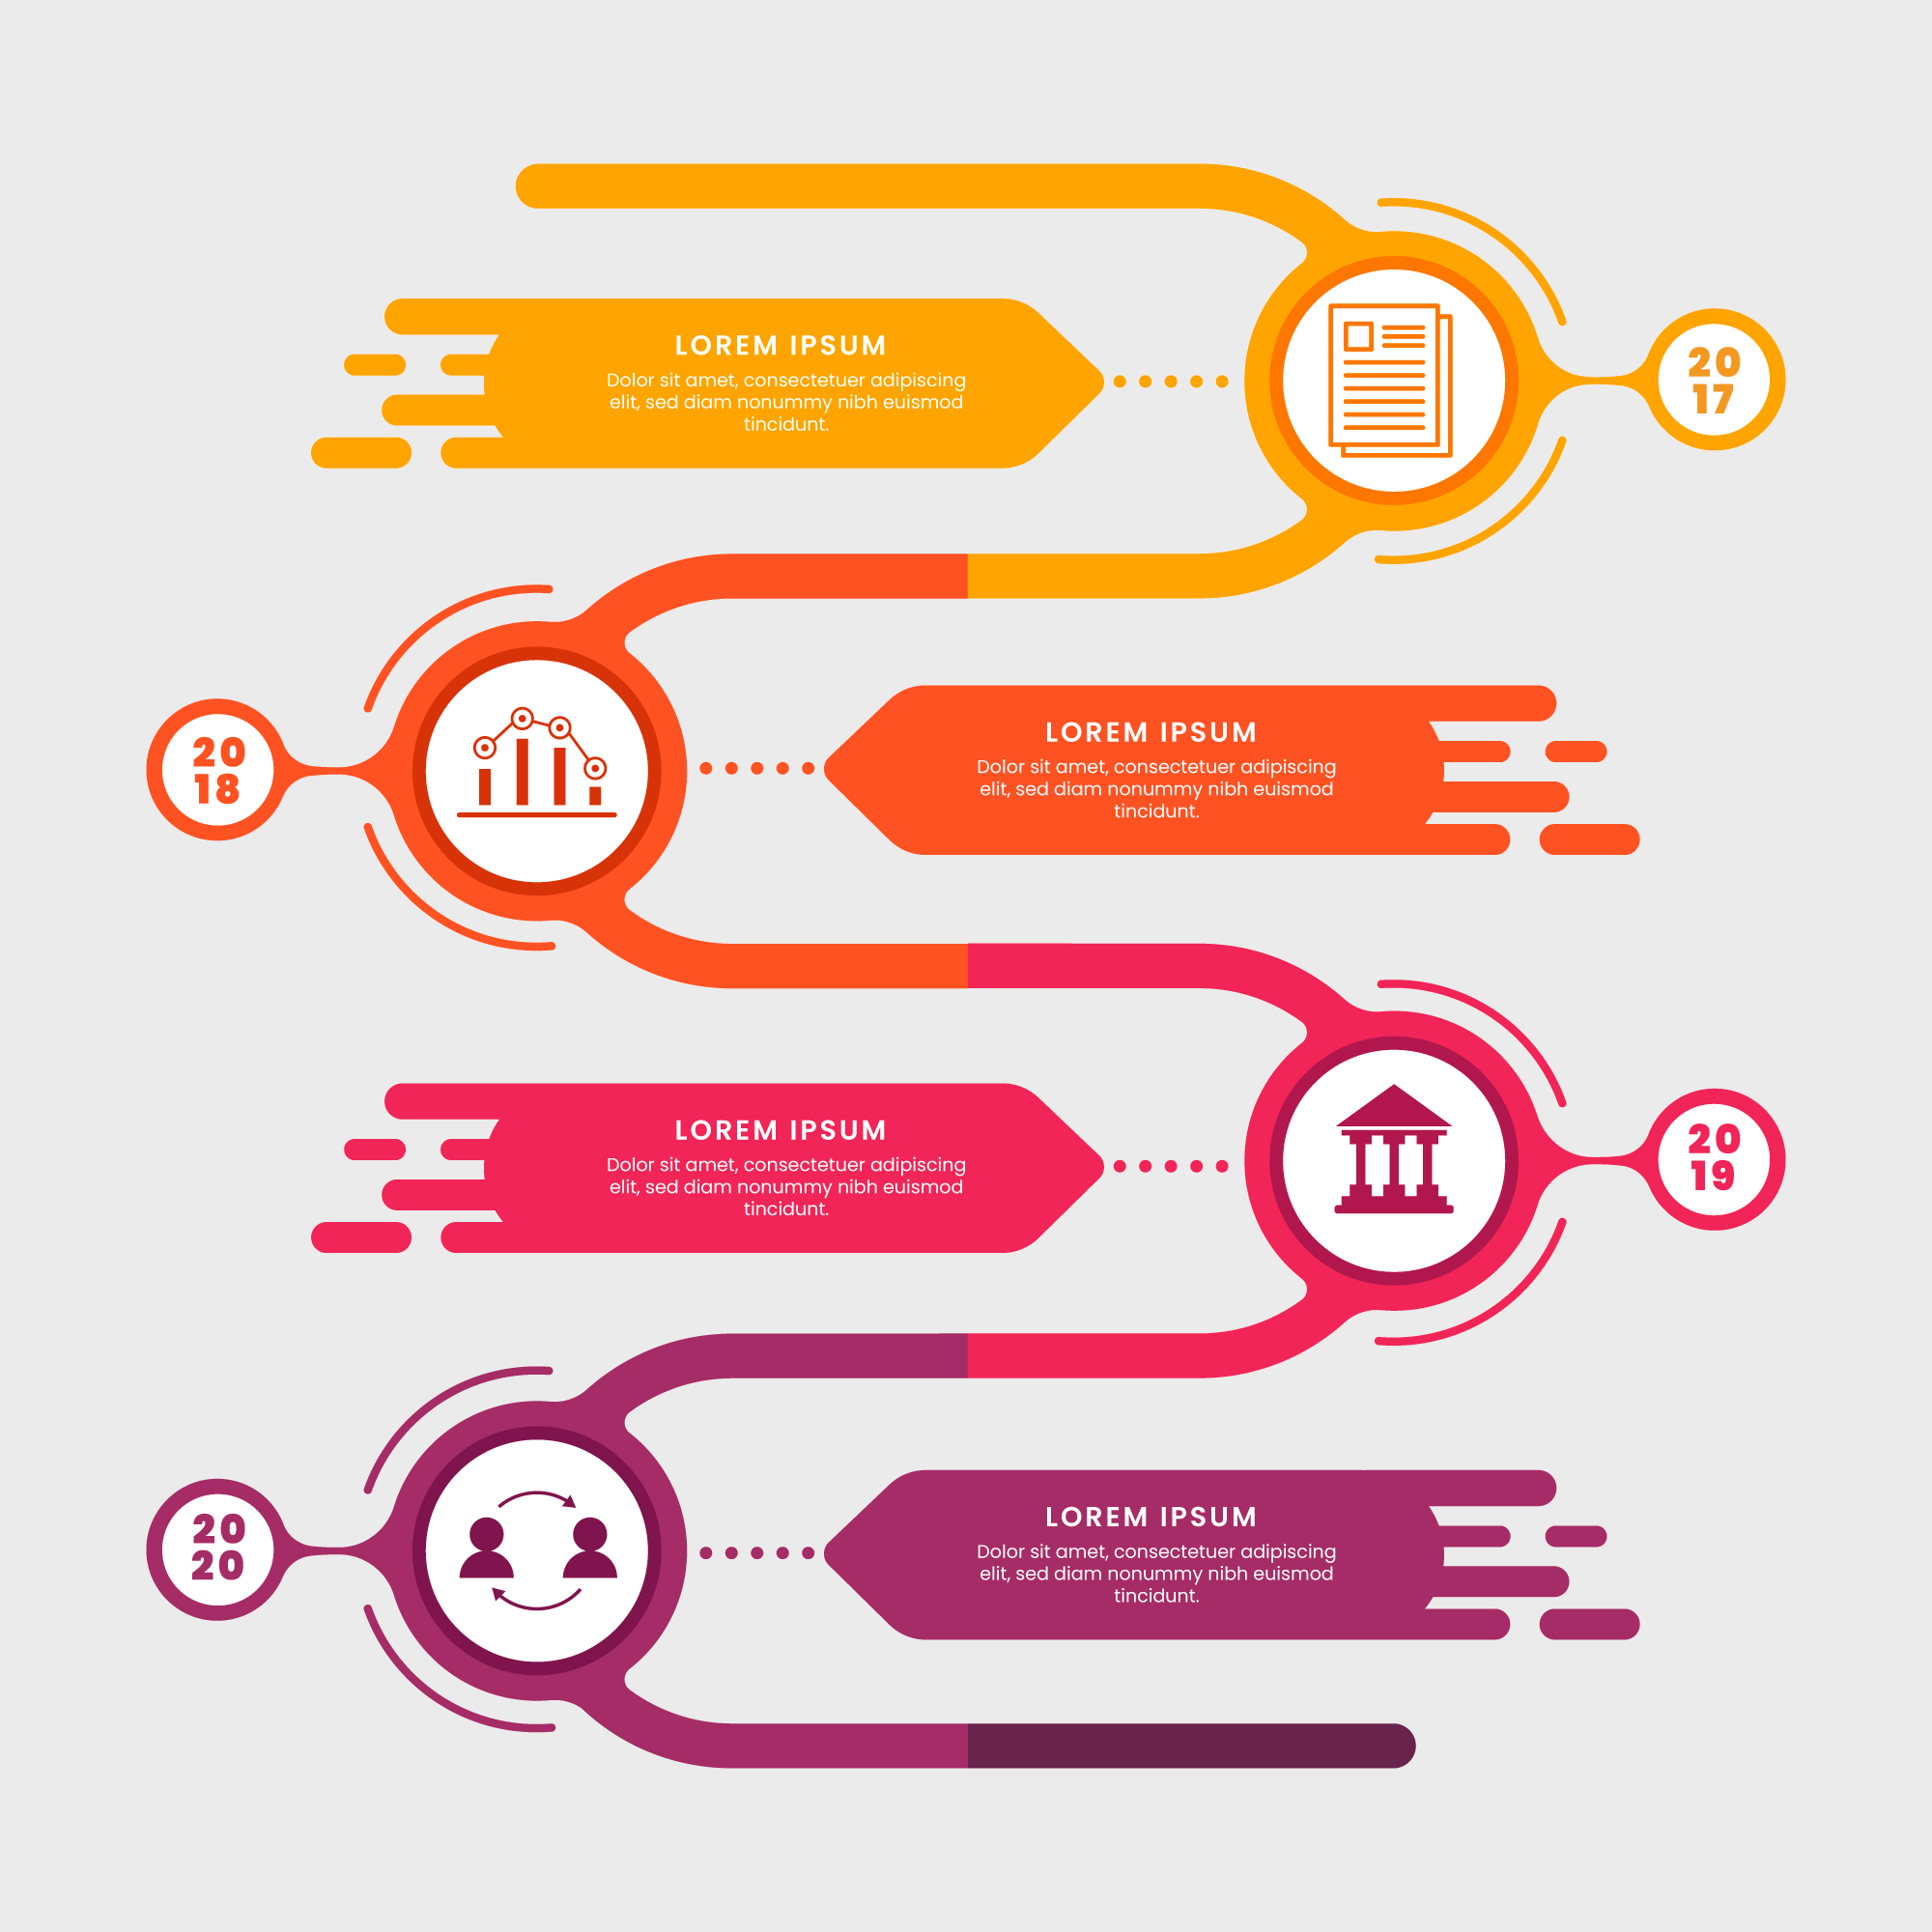 LOREM IPSUM
Dolor sit amet, consectetuer adipiscing
elit, sed diam nonummy nibh euismod
tincidunt.
20
17
20
18
LOREM IPSUM
Dolor sit amet, consectetuer adipiscing
elit, sed diam nonummy nibh euismod
tincidunt.
LOREM IPSUM
Dolor sit amet, consectetuer adipiscing
elit, sed diam nonummy nibh euismod
tincidunt.
20
19
20
20
LOREM IPSUM
Dolor sit amet, consectetuer adipiscing
elit, sed diam nonummy nibh euismod
tincidunt.